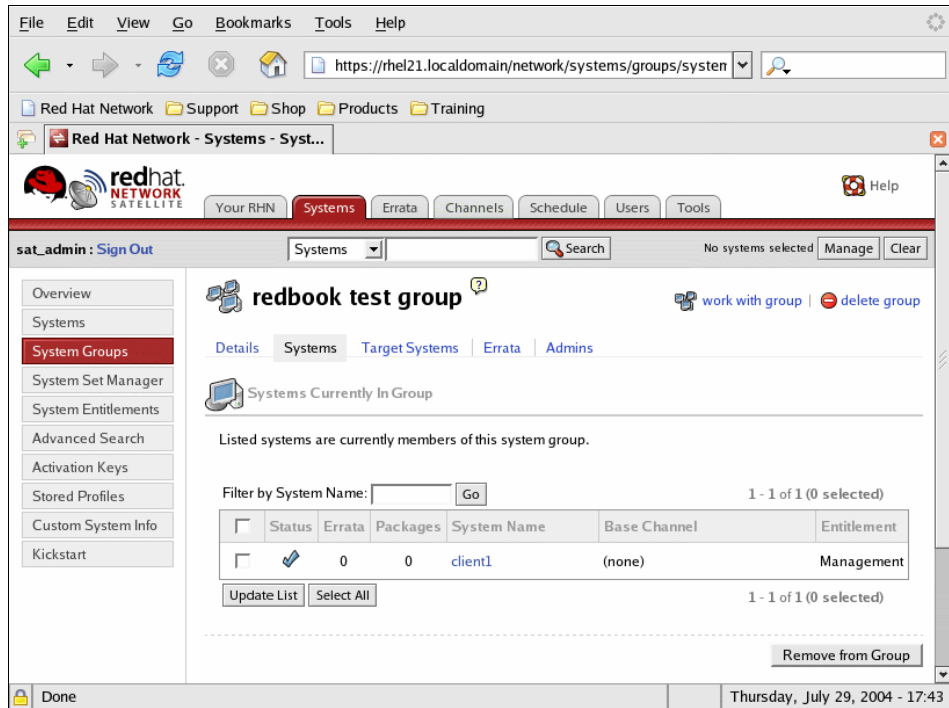 File Edit View Go Bookmarks Tools Help
https://rhel21.localdomain/network/systems/groups/system
Red Hat Network Support Shop Products Training
Red Hat Network - Systems - Syst...
redhat.
NETWORK
SATELLITE
Help
Your RHN Systems Errata Channels Schedule Users Tools
sat_admin : Sign Out Systems Search No systems selected Manage Clear
Overview
Systems
System Groups
System Set Manager
System Entitlements
Advanced Search
Activation Keys
Stored Profiles
Custom System Info
Kickstart
redbook test group ? work with group | delete group
Details Systems Target Systems | Errata | Admins
Systems Currently In Group
Listed systems are currently members of this system group.
Filter by System Name: Go 1 - 1 of 1 (0 selected)
Status Errata Packages System Name Base Channel Entitlement
0 0 client1 (none) Management
Update List Select All 1 - 1 of 1 (0 selected)
Remove from Group
Done Thursday, July 29, 2004 - 17:43